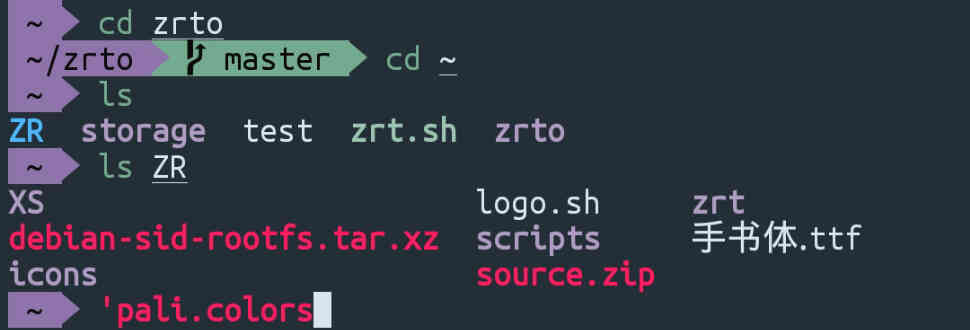 ~ cd zrto
~/zrto master cd ~
~ ls
ZR storage test zrt.sh zrto
~ ls ZR
XS logo.sh zrt
debian-sid-rootfs.tar.xz scripts 手书体.ttf
icons source.zip
~ 'pali.colors